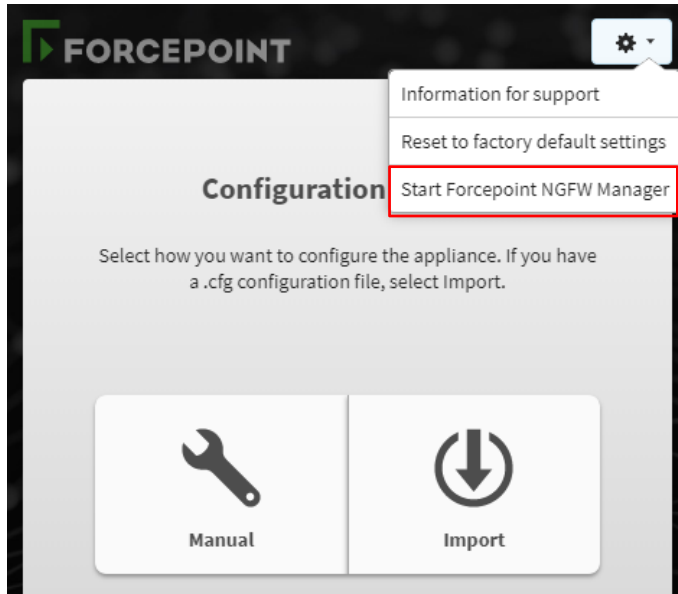 FORCEPOINT
Information for support
Reset to factory default settings
Start Forcepoint NGFW Manager
Configuration
Select how you want to configure the appliance. If you have
a .cfg configuration file, select Import.
Manual
Import